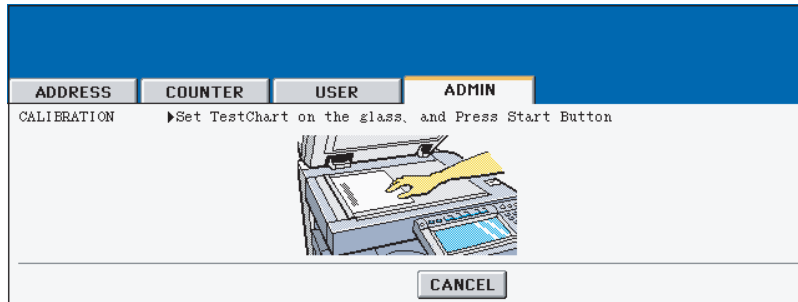 ADDRESS COUNTER USER ADMIN
CALIBRATION ▶Set TestChart on the glass、 and Press Start Button
CANCEL